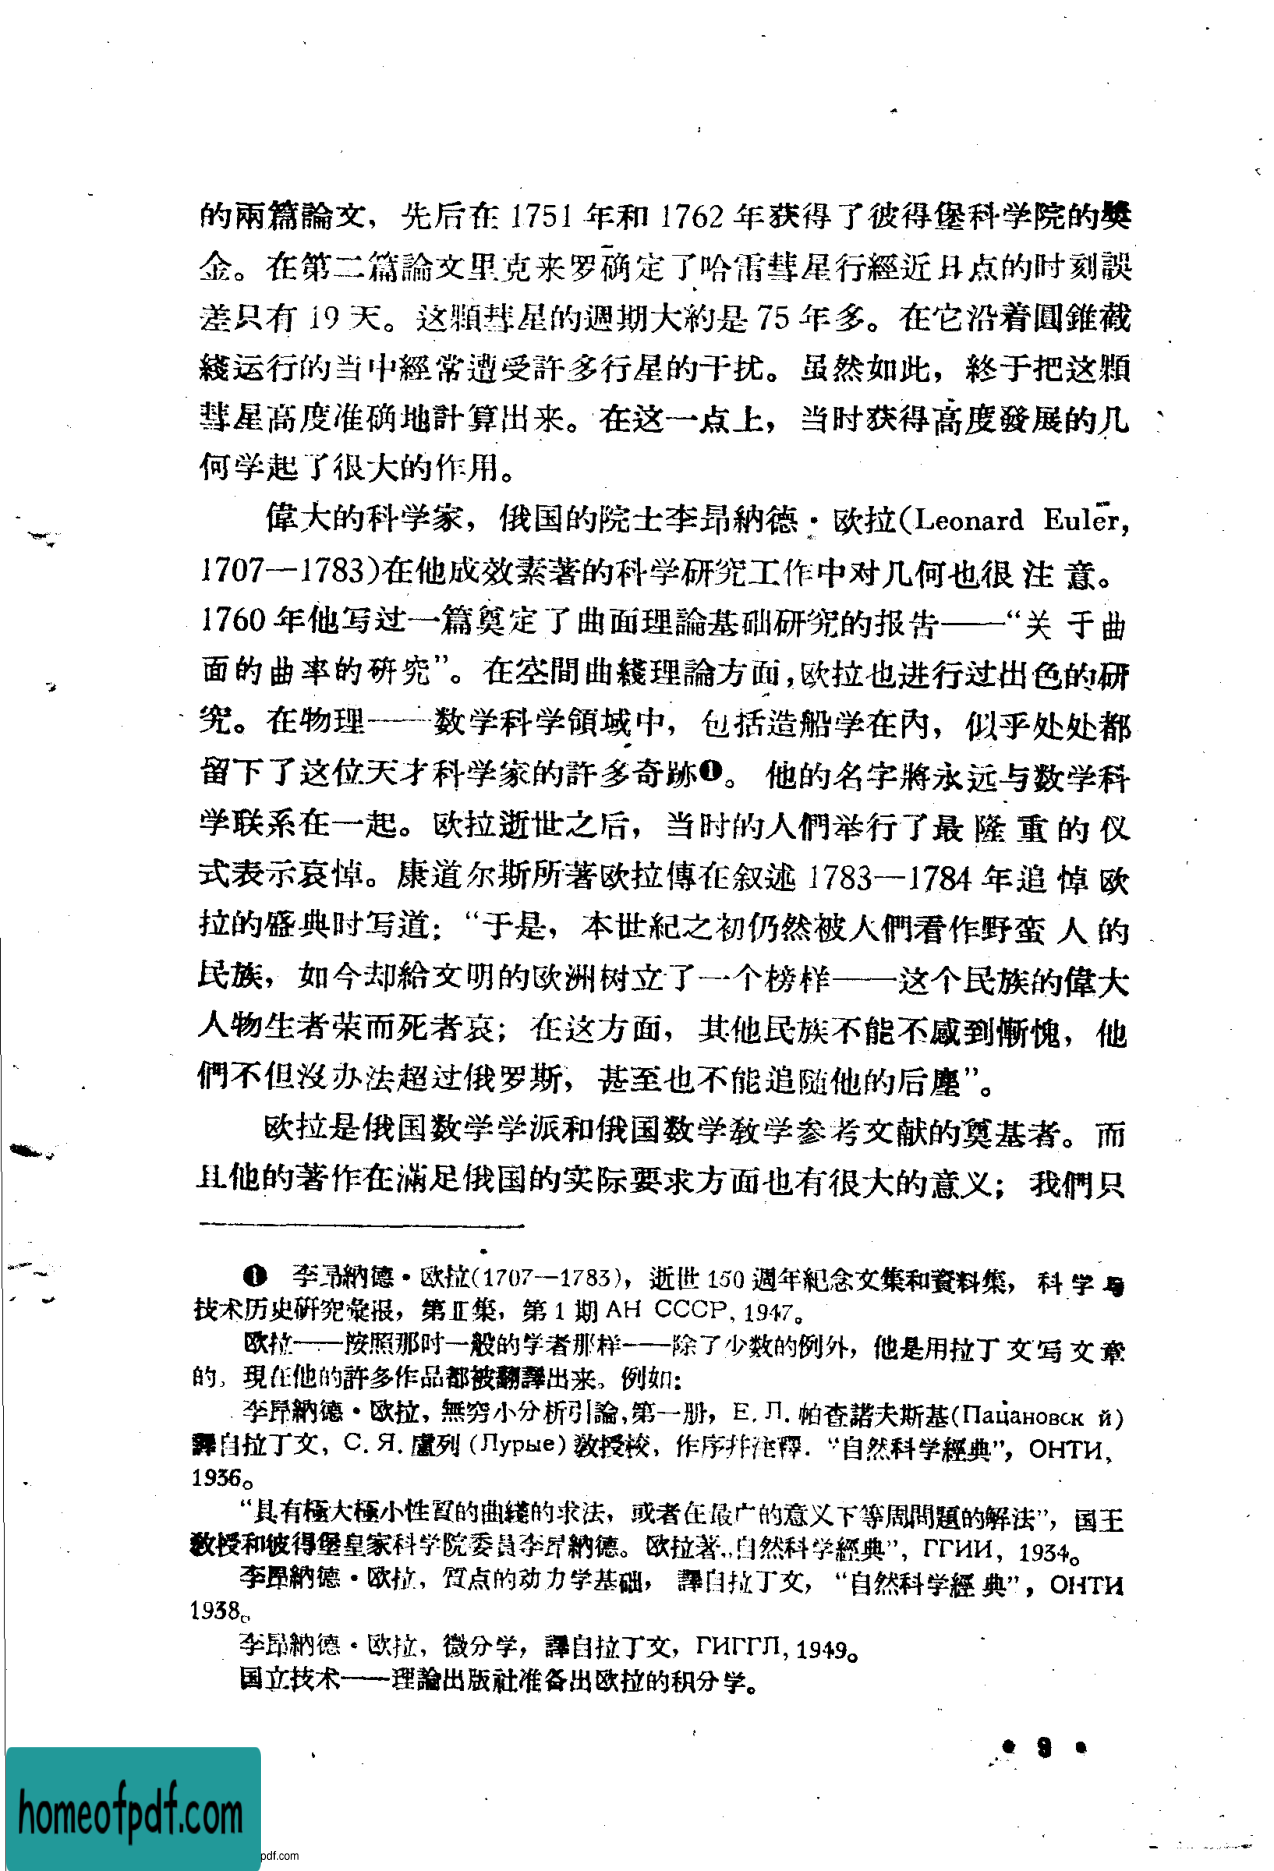 的兩篇論文，先后在 1751 年和 1762 年获得了彼得堡科学院的獎
金。在第二篇論文里克来罗确定了哈雷彗星行經近日点的时刻誤
差只有 19 天。这顆彗星的週期大約是 75 年多。在它沿着圓錐截
綫运行的当中經常遭受許多行星的干扰。虽然如此，終于把这顆
彗星高度准确地計算出来。在这一点上，当时获得高度發展的几
何学起了很大的作用。
偉大的科学家，俄国的院士李昂納德·欧拉(Leonard Euler,
1707—1783)在他成效素著的科学研究工作中对几何也很注意。
1760 年他写过一篇奠定了曲面理論基础研究的报告——“关于曲
面的曲率的研究”。在空間曲綫理論方面，欧拉也进行过出色的研
究。在物理——数学科学領域中，包括造船学在內，似乎处处都
留下了这位天才科学家的許多奇跡❶。他的名字將永远与数学科
学联系在一起。欧拉逝世之后，当时的人們举行了最隆重的仪
式表示哀悼。康道尔斯所著欧拉傳在叙述 1783—1784 年追悼欧
拉的盛典时写道：“于是，本世紀之初仍然被人們看作野蛮人的
民族，如今却給文明的欧洲树立了一个榜样——这个民族的偉大
人物生者荣而死者哀；在这方面，其他民族不能不感到慚愧，他
們不但沒办法超过俄罗斯，甚至也不能追随他的后塵”。
欧拉是俄国数学学派和俄国数学教学参考文献的奠基者。而
且他的著作在滿足俄国的实际要求方面也有很大的意义；我們只
❶ 李昂納德·欧拉(1707—1783)，逝世 150 週年紀念文集和資料集，科学与
技术历史研究彙报，第Ⅱ集，第 1 期 АН СССР, 1947。
欧拉——按照那时一般的学者那样——除了少数的例外，他是用拉丁文写文章
的，現在他的許多作品都被翻譯出来。例如：
李昂納德·欧拉，無窮小分析引論，第一册，Е. Л. 帕查諾夫斯基(Пацановск й)
譯自拉丁文，С. Я. 盧列 (Лурье) 教授校，作序并注釋．“自然科学經典”，ОНТИ，
1936。
“具有極大極小性質的曲綫的求法，或者在最广的意义下等周問題的解法”，国王
教授和彼得堡皇家科学院委員李昂納德。欧拉著，自然科学經典”，ГГИИ，1934。
李昂納德·欧拉，質点的动力学基础，譯自拉丁文，“自然科学經典”，ОНТИ
1938。
李昂納德·欧拉，微分学，譯自拉丁文，ГИГГЛ, 1949。
国立技术——理論出版社准备出欧拉的积分学。
• 9 •
homeofpdf.com
pdf.com